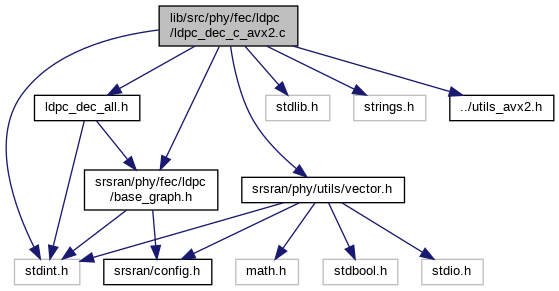 lib/src/phy/fec/ldpc
/ldpc_dec_c_avx2.c
ldpc_dec_all.h
stdlib.h
strings.h
../utils_avx2.h
srsran/phy/fec/ldpc
/base_graph.h
srsran/phy/utils/vector.h
stdint.h
srsran/config.h
math.h
stdbool.h
stdio.h